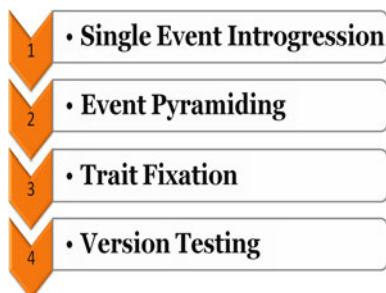 1 • Single Event Introgression
2 • Event Pyramiding
3 • Trait Fixation
4 • Version Testing